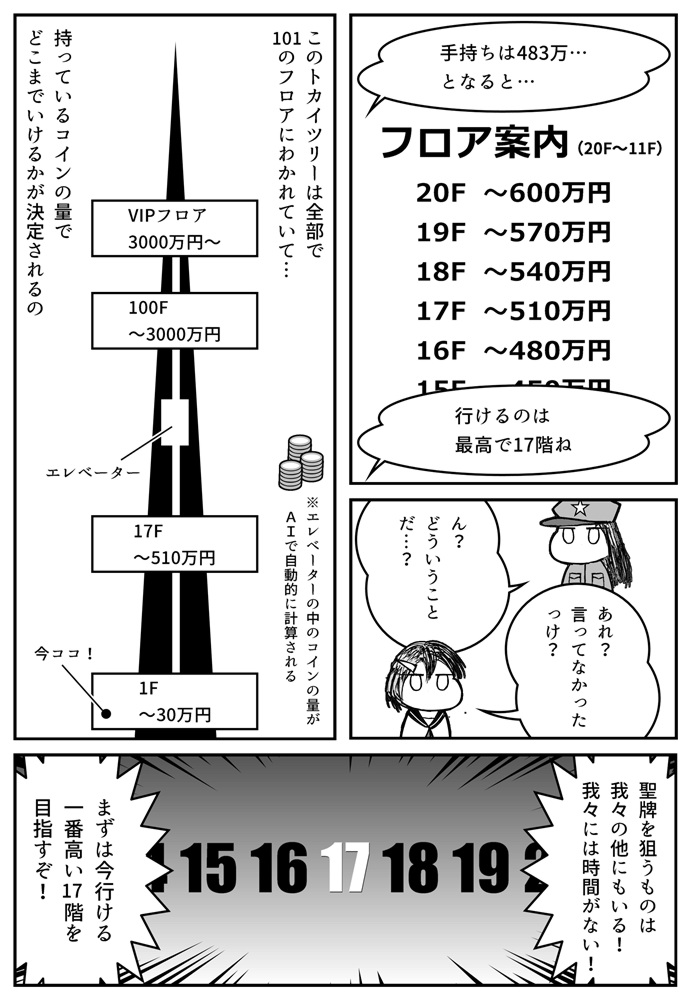 手持ちは483万…
となると…
フロア案内(20F～11F)
20F ～600万円
19F ～570万円
18F ～540万円
17F ～510万円
16F ～480万円
15F ～450万円
行けるのは
最高で17階ね
ん？
どういうこと
だ…？
あれ？
言ってなかった
っけ？
このトカイツリーは全部で
101のフロアにわかれていて…
VIPフロア
3000万円～
100F
～3000万円
エレベーター
17F
～510万円
今ココ！
1F
～30万円
※エレベーターの中のコインの量が
ＡＩで自動的に計算される
持っているコインの量で
どこまでいけるかが決定されるの
聖牌を狙うものは
我々の他にもいる！
我々には時間がない！
15 16 17 18 19
まずは今行ける
一番高い17階を
目指すぞ！